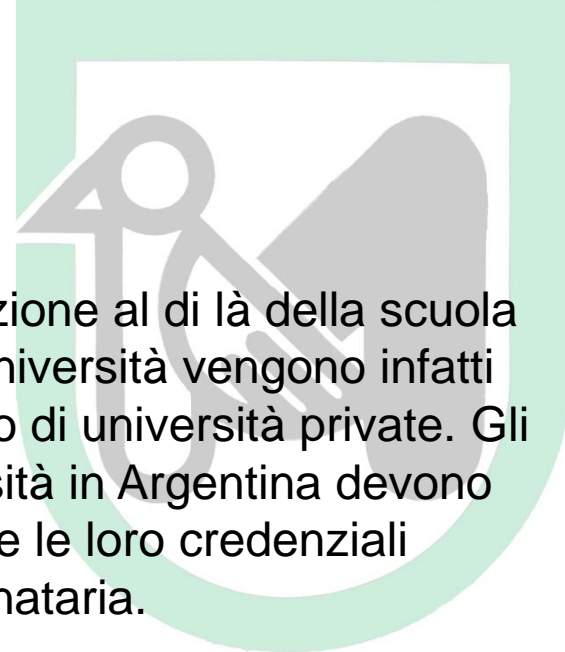 zione al di là della scuola
niversità vengono infatti
o di università private. Gli
sità in Argentina devono
e le loro credenziali
nataria.